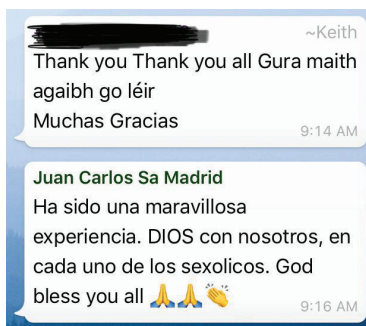 ~Keith
Thank you Thank you all Gura maith
agaibh go léir
Muchas Gracias
9:14 AM
Juan Carlos Sa Madrid
Ha sido una maravillosa
experiencia. DIOS con nosotros, en
cada uno de los sexolicos. God
bless you all 🙏🙏👏
9:16 AM